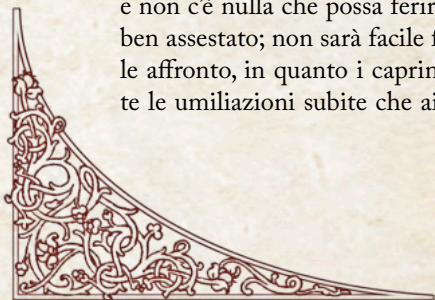 e non c'è nulla che possa ferir
ben assestato; non sarà facile f
le affronto, in quanto i caprin
te le umiliazioni subite che ai